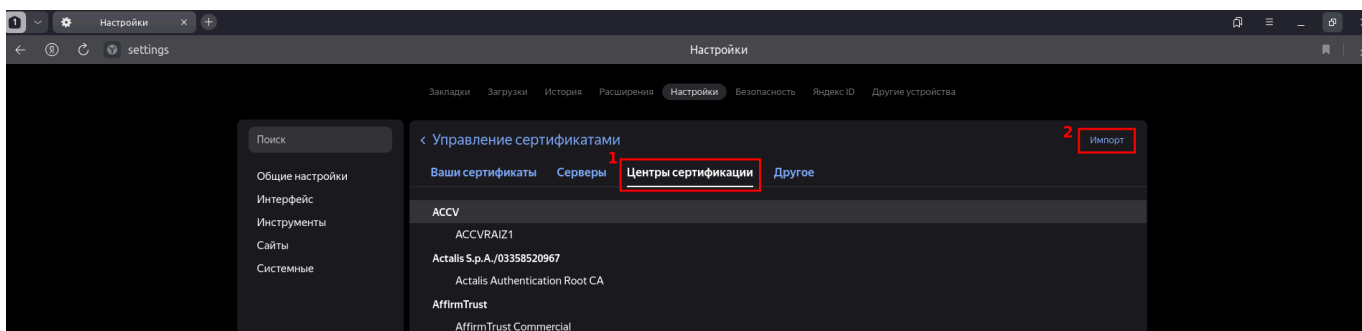 1 Настройки
settings Настройки
Закладки Загрузки История Расширения Настройки Безопасность Яндекс ID Другие устройства
Поиск
Общие настройки
Интерфейс
Инструменты
Сайты
Системные
Управление сертификатами 2 Импорт
1
Ваши сертификаты Серверы Центры сертификации Другое
ACCV
ACCVRAIZ1
Actalis S.p.A./03358520967
Actalis Authentication Root CA
AffirmTrust
AffirmTrust Commercial